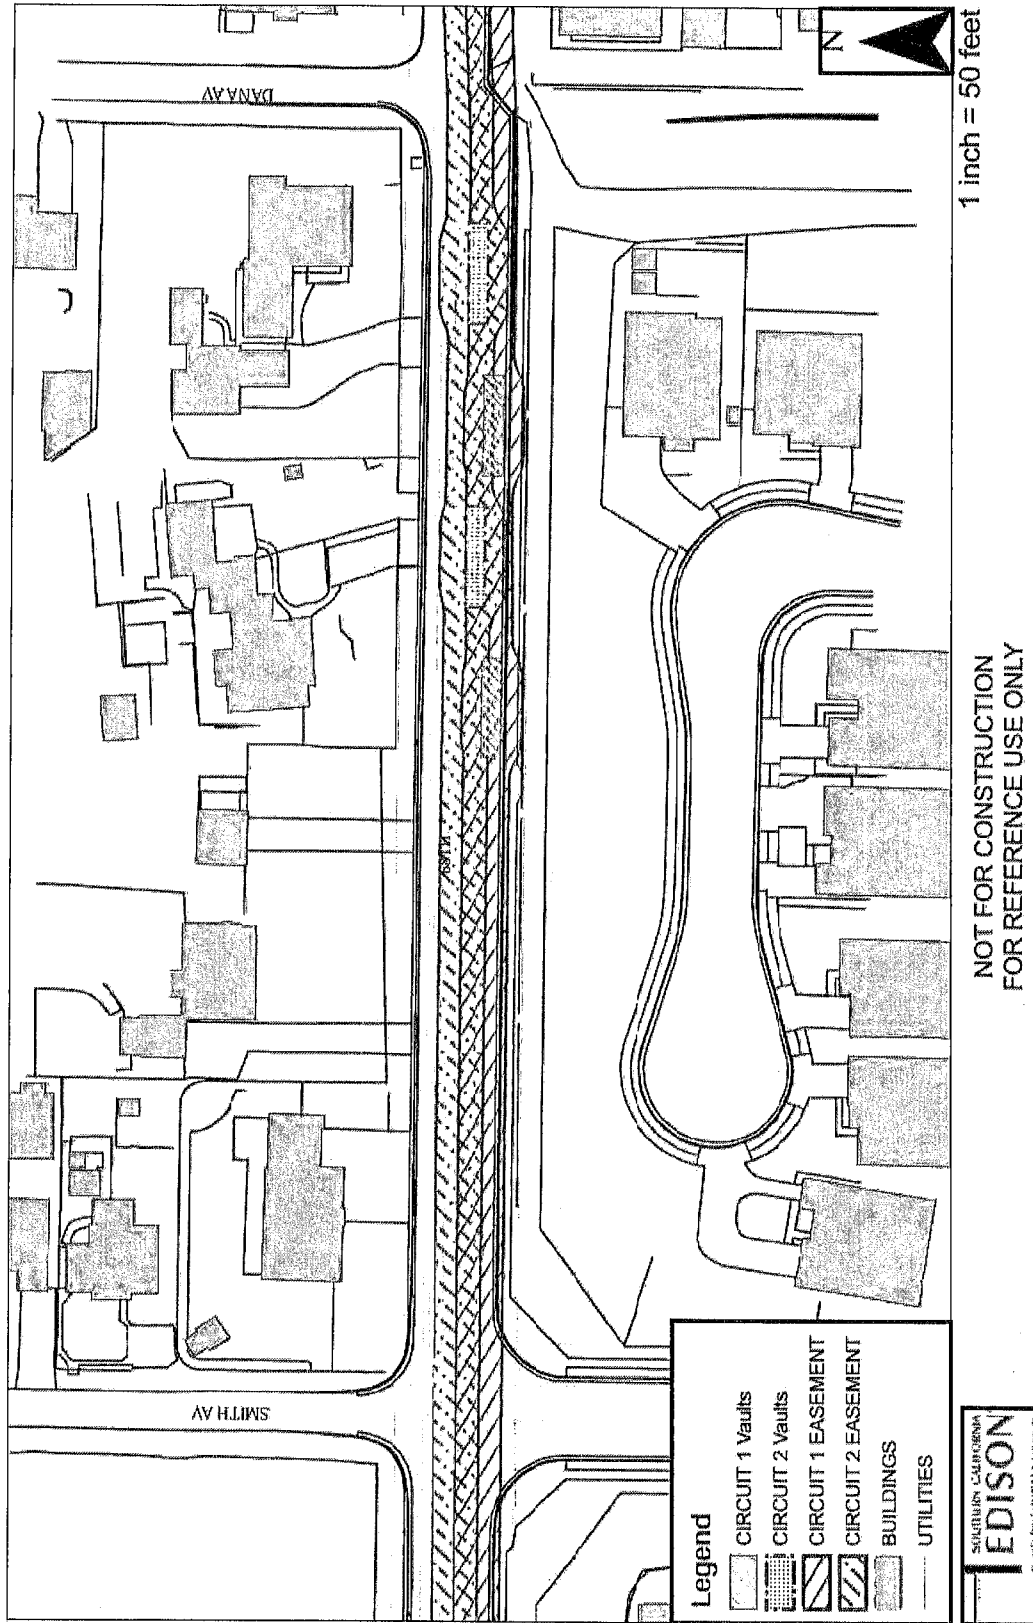 DANA AV
SMITH AV
N
1 inch = 50 feet
NOT FOR CONSTRUCTION
FOR REFERENCE USE ONLY
Legend
CIRCUIT 1 Vaults
CIRCUIT 2 Vaults
CIRCUIT 1 EASEMENT
CIRCUIT 2 EASEMENT
BUILDINGS
UTILITIES
SOUTHERN CALIFORNIA
EDISON